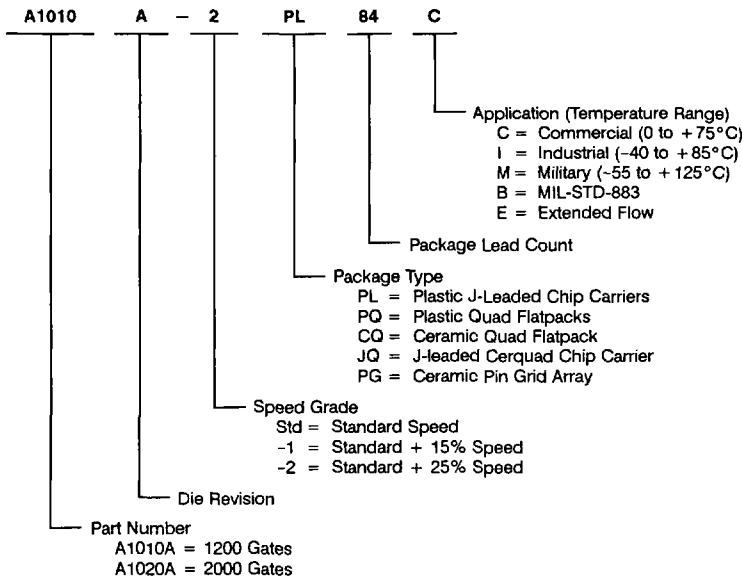 A1010 A - 2 PL 84 C
Application (Temperature Range)
C = Commercial (0 to +75°C)
I = Industrial (-40 to +85°C)
M = Military (-55 to +125°C)
B = MIL-STD-883
E = Extended Flow
Package Lead Count
Package Type
PL = Plastic J-Leaded Chip Carriers
PQ = Plastic Quad Flatpacks
CQ = Ceramic Quad Flatpack
JQ = J-leaded Cerquad Chip Carrier
PG = Ceramic Pin Grid Array
Speed Grade
Std = Standard Speed
-1 = Standard + 15% Speed
-2 = Standard + 25% Speed
Die Revision
Part Number
A1010A = 1200 Gates
A1020A = 2000 Gates